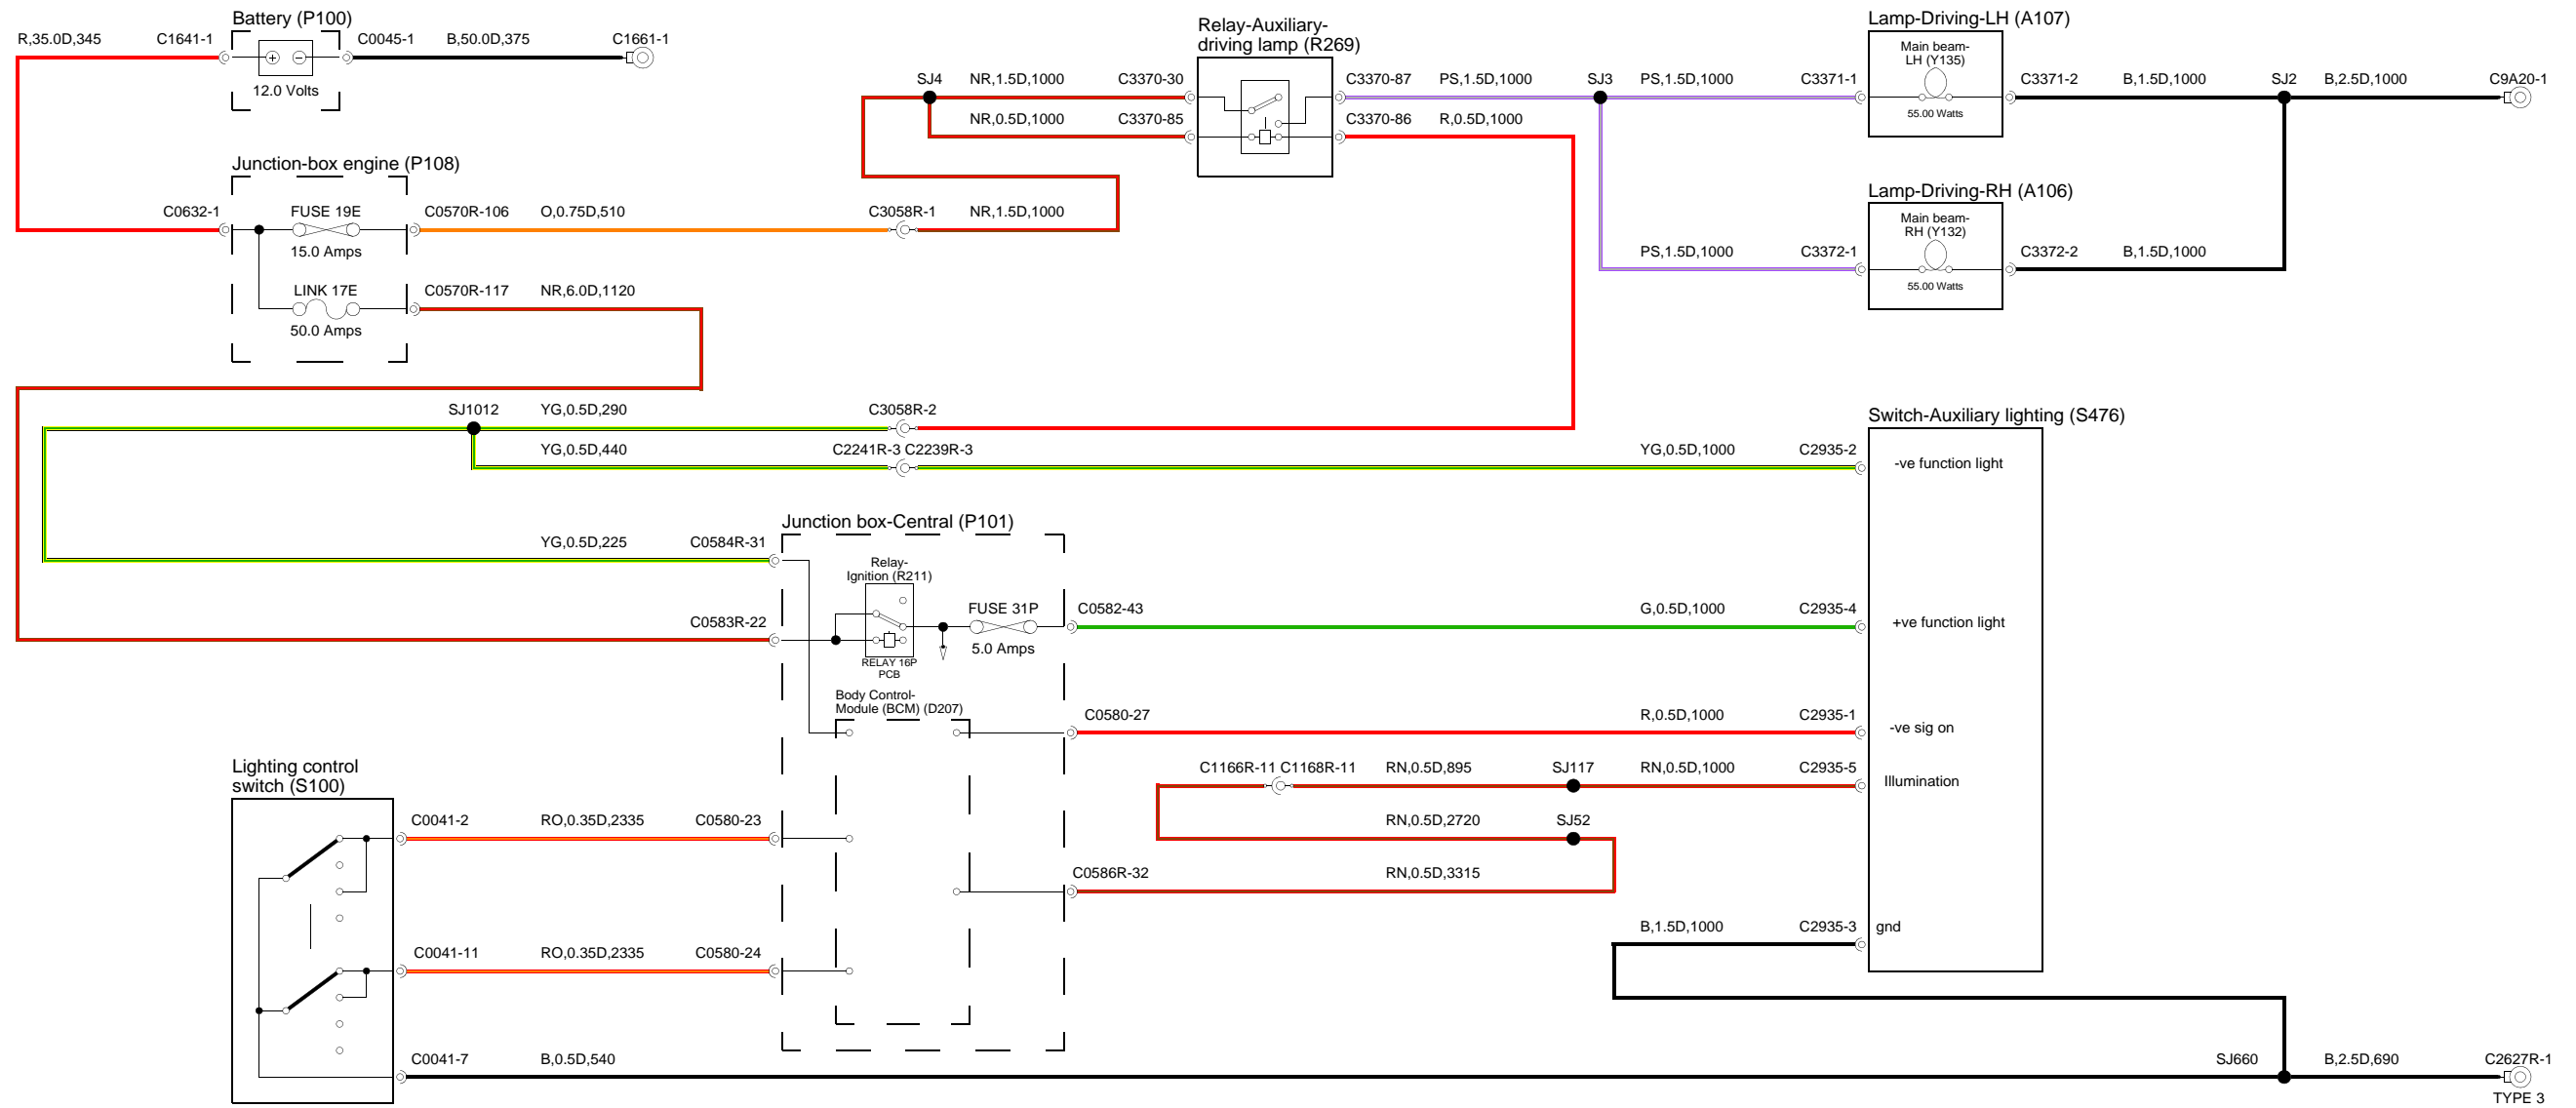 Battery (P100)
R,35.0D,345
C1641-1
C0045-1
B,50.0D,375
C1661-1
12.0 Volts
Relay-Auxiliary-
driving lamp (R269)
SJ4
NR,1.5D,1000
C3370-30
C3370-87
PS,1.5D,1000
SJ3
PS,1.5D,1000
C3371-1
NR,0.5D,1000
C3370-85
C3370-86
R,0.5D,1000
Lamp-Driving-LH (A107)
Main beam-
LH (Y135)
55.00 Watts
C3371-2
B,1.5D,1000
SJ2
B,2.5D,1000
C9A20-1
Junction-box engine (P108)
C0632-1
FUSE 19E
15.0 Amps
C0570R-106
O,0.75D,510
C3058R-1
NR,1.5D,1000
LINK 17E
50.0 Amps
C0570R-117
NR,6.0D,1120
Lamp-Driving-RH (A106)
Main beam-
RH (Y132)
55.00 Watts
PS,1.5D,1000
C3372-1
C3372-2
B,1.5D,1000
SJ1012
YG,0.5D,290
C3058R-2
YG,0.5D,440
C2241R-3 C2239R-3
YG,0.5D,1000
C2935-2
Switch-Auxiliary lighting (S476)
-ve function light
Junction box-Central (P101)
YG,0.5D,225
C0584R-31
Relay-
Ignition (R211)
C0583R-22
RELAY 16P
PCB
FUSE 31P
5.0 Amps
C0582-43
G,0.5D,1000
C2935-4
+ve function light
Body Control-
Module (BCM) (D207)
C0580-27
R,0.5D,1000
C2935-1
-ve sig on
C1166R-11 C1168R-11
RN,0.5D,895
SJ117
RN,0.5D,1000
C2935-5
Illumination
RN,0.5D,2720
SJ52
C0586R-32
RN,0.5D,3315
B,1.5D,1000
C2935-3
gnd
Lighting control
switch (S100)
C0041-2
RO,0.35D,2335
C0580-23
C0041-11
RO,0.35D,2335
C0580-24
C0041-7
B,0.5D,540
SJ660
B,2.5D,690
C2627R-1
TYPE 3